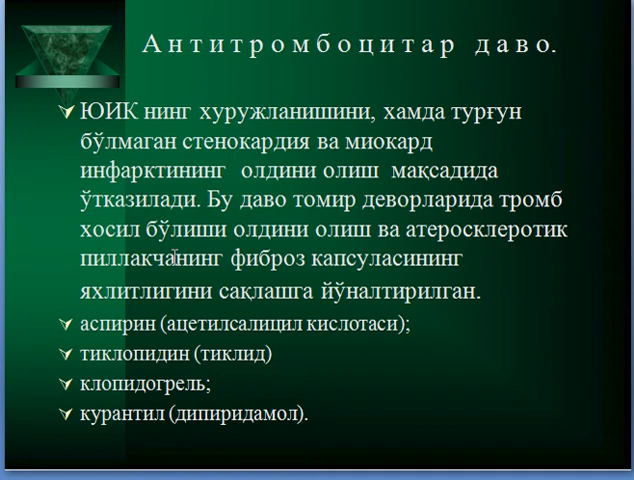 Антитромбоцитар даво.
ЮИК нинг хуружланишини, хамда турғун
бўлмаган стенокардия ва миокард
инфарктининг олдини олиш мақсадида
ўтказилади. Бу даво томир деворларида тромб
хосил бўлиши олдини олиш ва атеросклеротик
пиллакчанинг фиброз капсуласининг
яхлитлигини сақлашга йўналтирилган.
аспирин (ацетилсалицил кислотаси);
тиклопидин (тиклид)
клопидогрель;
курантил (дипиридамол).